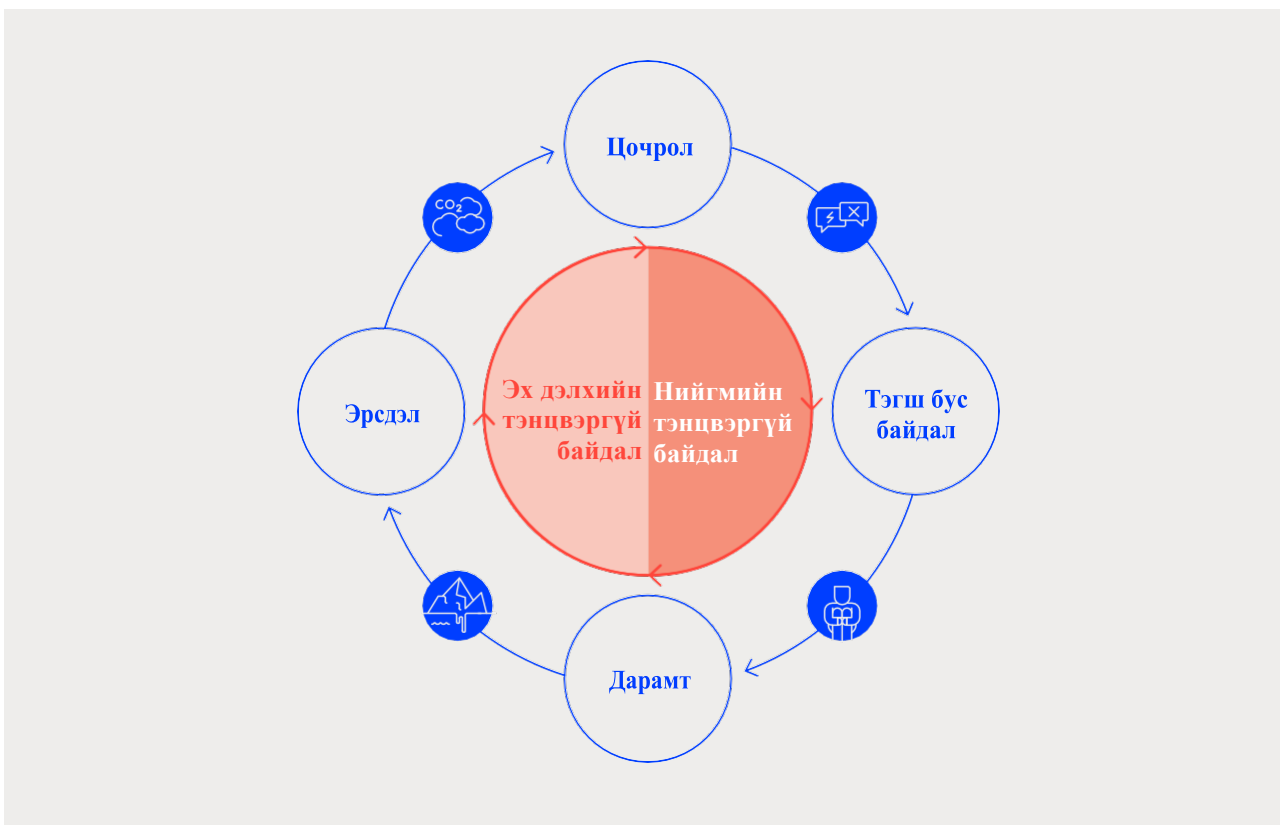 Цочрол
CO2
Эрсдэл
Эх дэлхийн
тэнцвэргүй
байдал
Нийгмийн
тэнцвэргүй
байдал
Тэгш бус
байдал
Дарамт